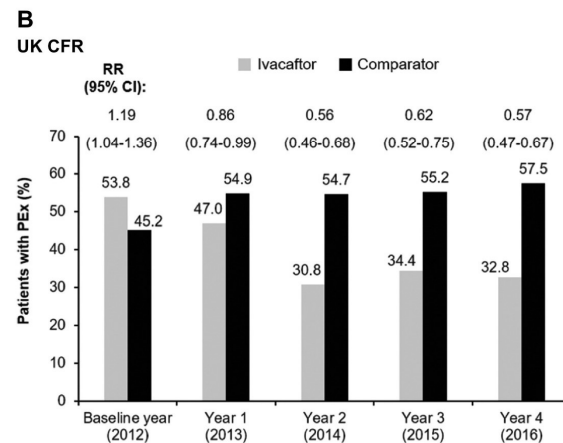 B
UK CFR
Ivacaftor Comparator
RR
(95% CI):
1.19 0.86 0.56 0.62 0.57
(1.04-1.36) (0.74-0.99) (0.46-0.68) (0.52-0.75) (0.47-0.67)
Patients with PEx (%)
70
60
50
40
30
20
10
0
53.8 45.2 47.0 54.9 30.8 54.7 34.4 55.2 32.8 57.5
Baseline year Year 1 Year 2 Year 3 Year 4
(2012) (2013) (2014) (2015) (2016)